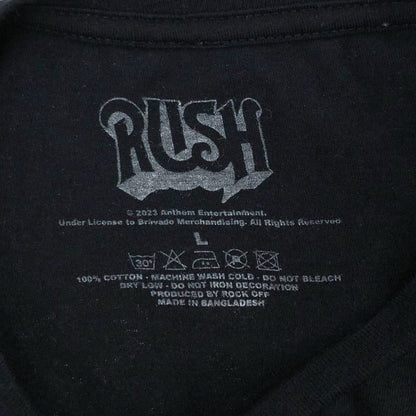 RUSH
© 2023 Anthem Entertainment.
Under License to Bravado Merchandising. All Rights Reserved
L
30°
100% COTTON - MACHINE WASH COLD - DO NOT BLEACH
DRY LOW - DO NOT IRON DECORATION
PRODUCED BY ROCK OFF
MADE IN BANGLADESH